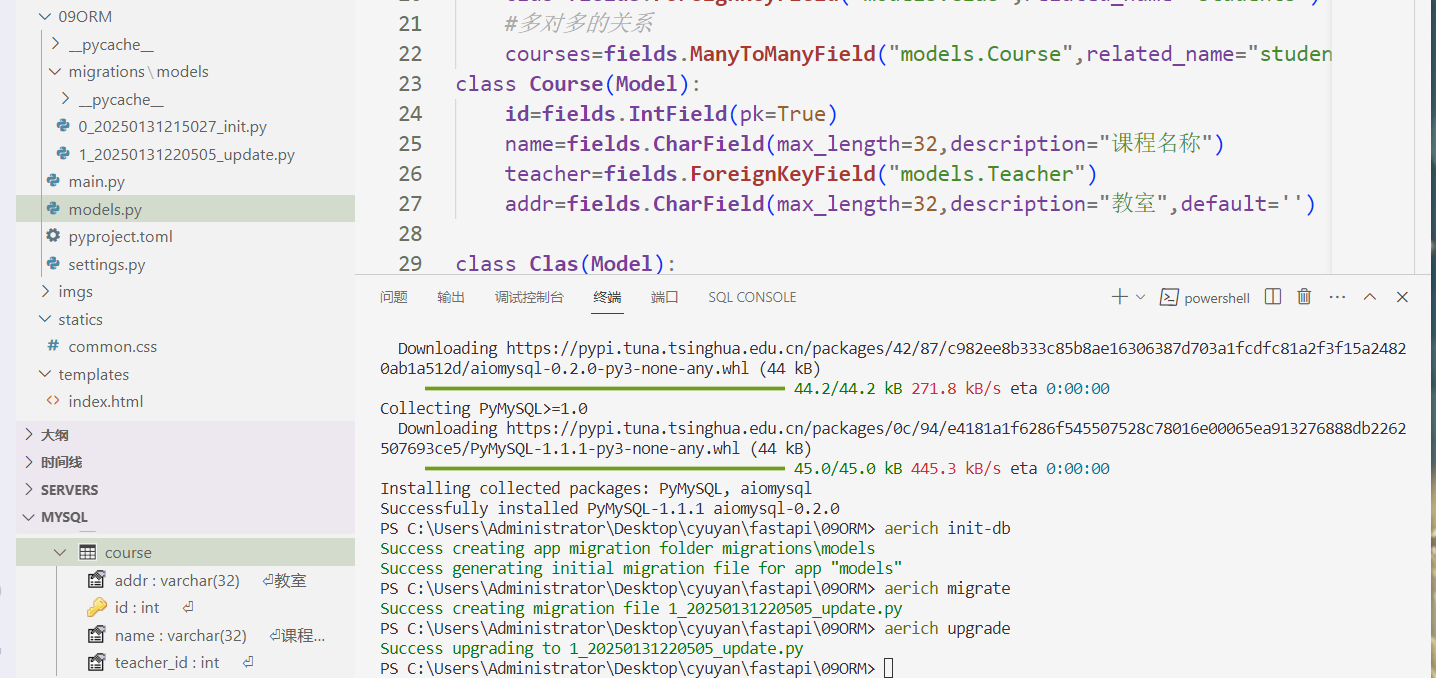 09ORM
__pycache__
migrations\models
__pycache__
0_20250131215027_init.py
1_20250131220505_update.py
main.py
models.py
pyproject.toml
settings.py
imgs
statics
# common.css
templates
<> index.html
大纲
时间线
SERVERS
MYSQL
course
addr : varchar(32) ⏎教室
id : int ⏎
name : varchar(32) ⏎课程...
teacher_id : int ⏎
21 #多对多的关系
22 courses=fields.ManyToManyField("models.Course",related_name="studen
23 class Course(Model):
24 id=fields.IntField(pk=True)
25 name=fields.CharField(max_length=32,description="课程名称")
26 teacher=fields.ForeignKeyField("models.Teacher")
27 addr=fields.CharField(max_length=32,description="教室",default='')
28
29 class Clas(Model):
问题 输出 调试控制台 终端 端口 SQL CONSOLE powershell
Downloading https://pypi.tuna.tsinghua.edu.cn/packages/42/87/c982ee8b333c85b8ae16306387d703a1fcdfc81a2f3f15a2482
0ab1a512d/aiomysql-0.2.0-py3-none-any.whl (44 kB)
44.2/44.2 kB 271.8 kB/s eta 0:00:00
Collecting PyMySQL>=1.0
Downloading https://pypi.tuna.tsinghua.edu.cn/packages/0c/94/e4181a1f6286f545507528c78016e00065ea913276888db2262
507693ce5/PyMySQL-1.1.1-py3-none-any.whl (44 kB)
45.0/45.0 kB 445.3 kB/s eta 0:00:00
Installing collected packages: PyMySQL, aiomysql
Successfully installed PyMySQL-1.1.1 aiomysql-0.2.0
PS C:\Users\Administrator\Desktop\cyuyan\fastapi\09ORM> aerich init-db
Success creating app migration folder migrations\models
Success generating initial migration file for app "models"
PS C:\Users\Administrator\Desktop\cyuyan\fastapi\09ORM> aerich migrate
Success creating migration file 1_20250131220505_update.py
PS C:\Users\Administrator\Desktop\cyuyan\fastapi\09ORM> aerich upgrade
Success upgrading to 1_20250131220505_update.py
PS C:\Users\Administrator\Desktop\cyuyan\fastapi\09ORM>